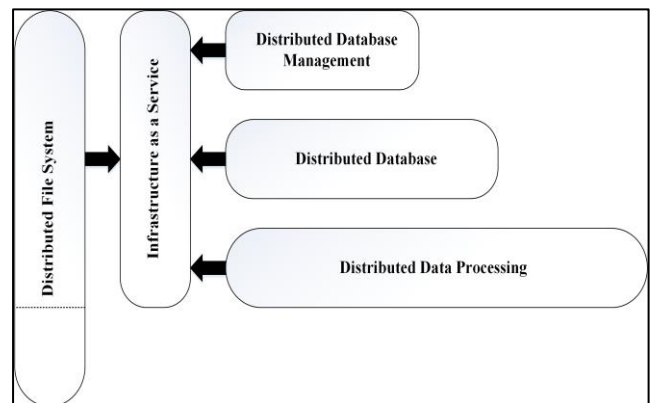 Distributed File System
Infrastructure as a Service
Distributed Database
Management
Distributed Database
Distributed Data Processing